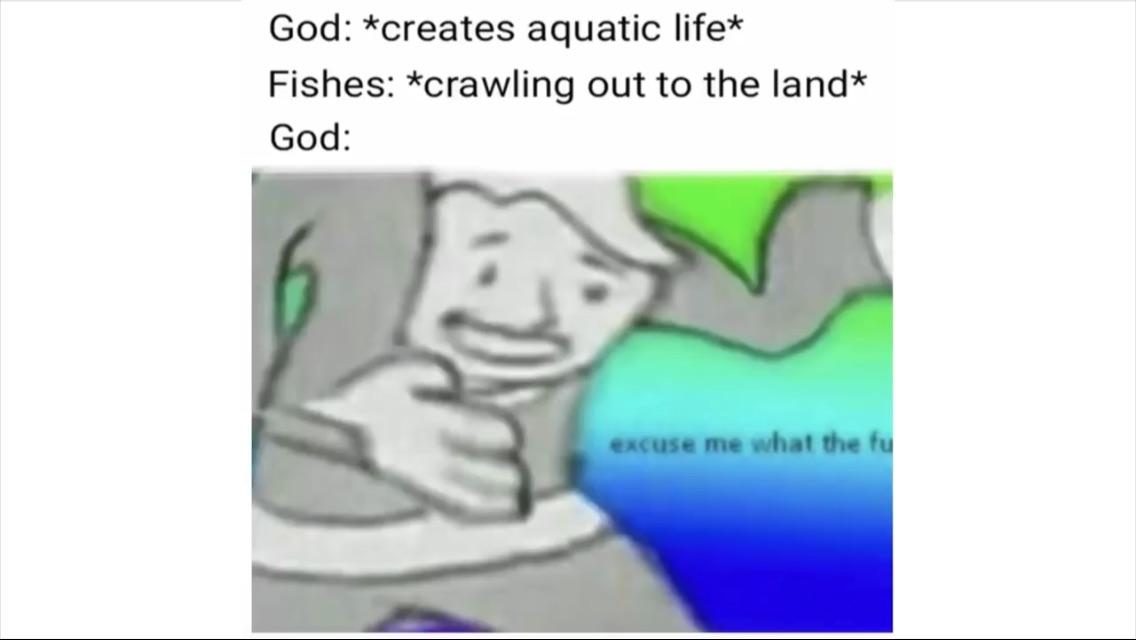 God: *creates aquatic life*
Fishes: *crawling out to the land*
God:
excuse me what the fu